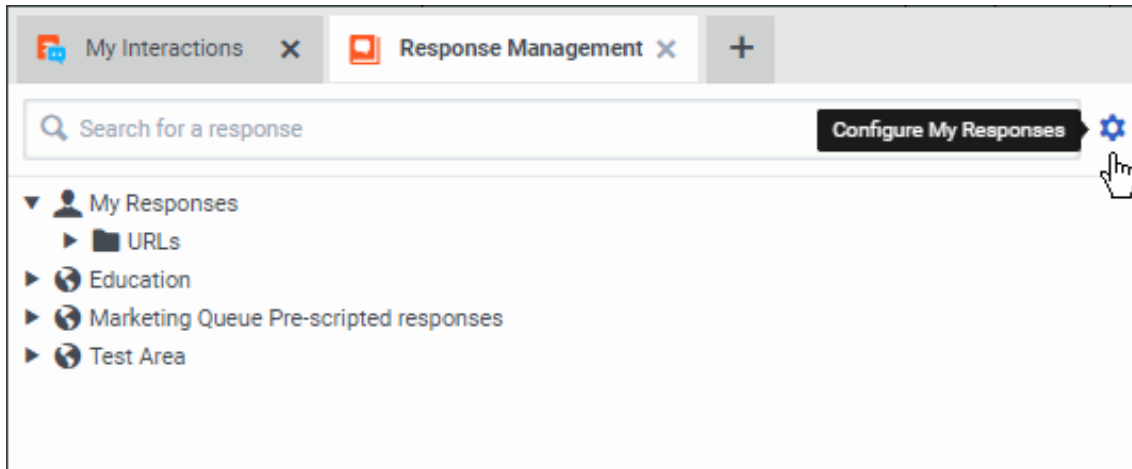 My Interactions Response Management
Search for a response Configure My Responses
My Responses
URLs
Education
Marketing Queue Pre-scripted responses
Test Area